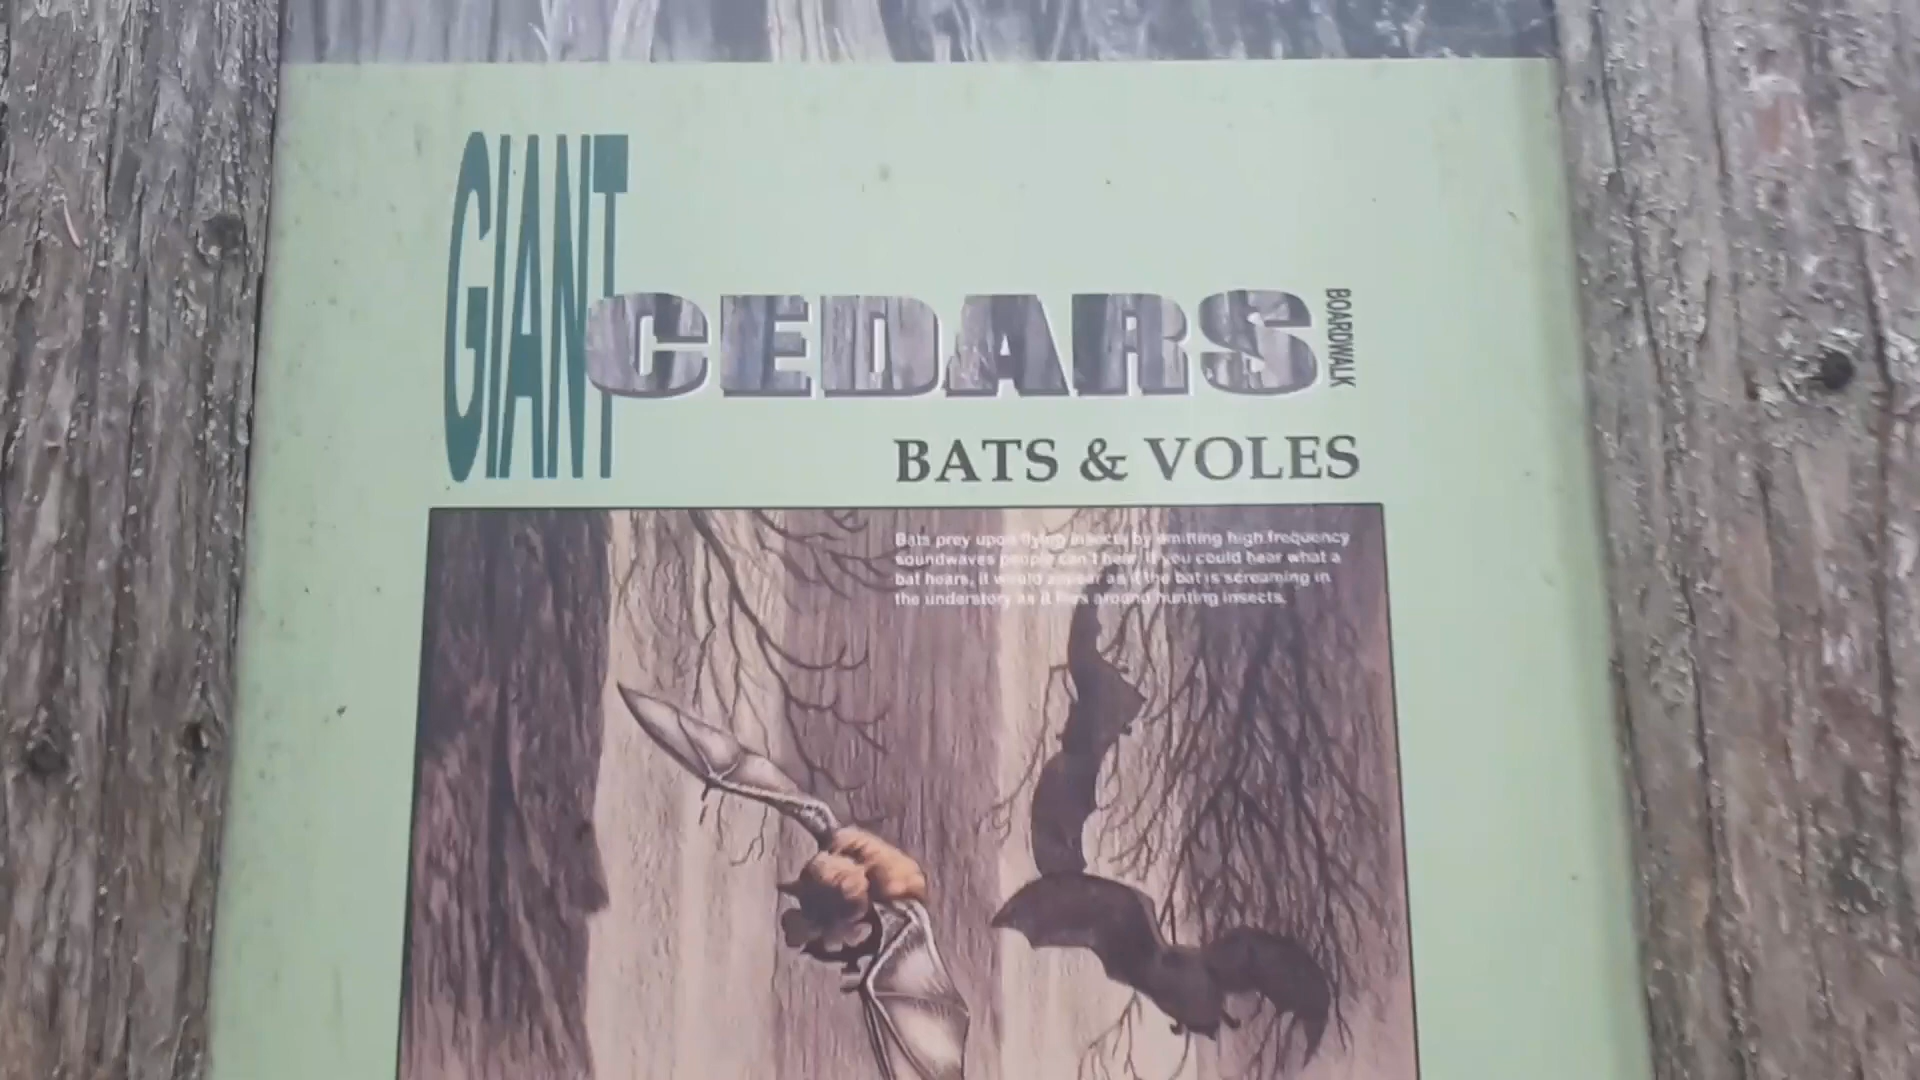 GIANT
CEDARS
BOARDWALK
BATS & VOLES
Bats prey upon flying insects by emitting high frequency
soundwaves people can't hear. If you could hear what a
bat hears, it would appear as if the bat is screaming in
the understory as it flies around hunting insects.